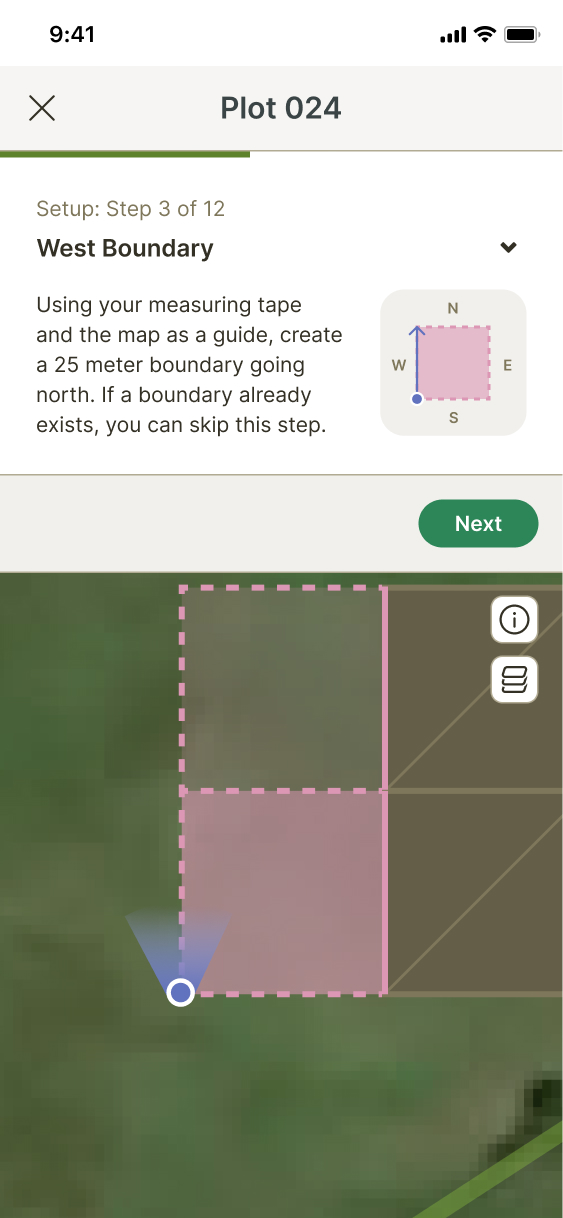 9:41
Plot 024
Setup: Step 3 of 12
West Boundary
Using your measuring tape
and the map as a guide, create
a 25 meter boundary going
north. If a boundary already
exists, you can skip this step.
N
W
E
S
Next